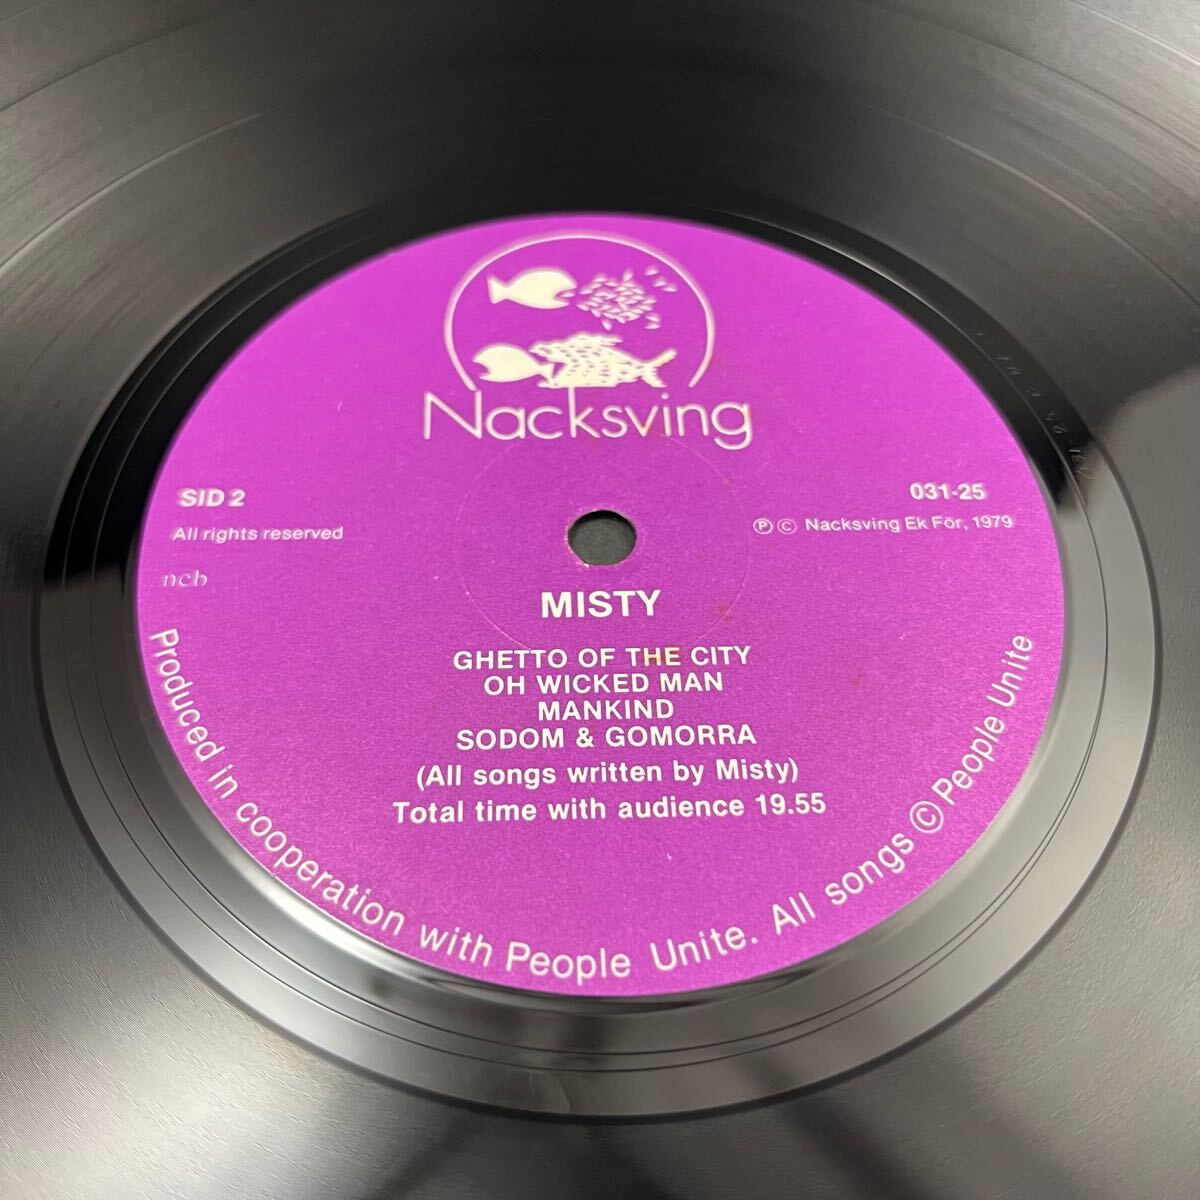 Nacksving
SID 2
All rights reserved
ncb
031-25
Ⓟ © Nacksving Ek För, 1979
MISTY
GHETTO OF THE CITY
OH WICKED MAN
MANKIND
SODOM & GOMORRA
(All songs written by Misty)
Total time with audience 19.55
Produced in cooperation with People Unite. All songs © People Unite